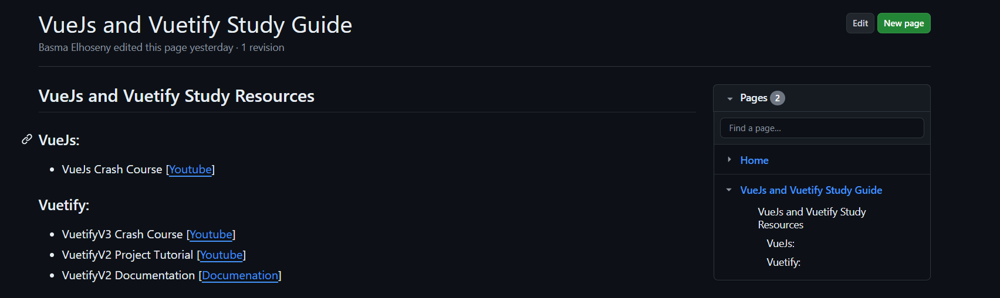 VueJs and Vuetify Study Guide
Edit
New page
Basma Elhoseny edited this page yesterday · 1 revision
VueJs and Vuetify Study Resources
VueJs:
• VueJs Crash Course [Youtube]
Vuetify:
• VuetifyV3 Crash Course [Youtube]
• VuetifyV2 Project Tutorial [Youtube]
• VuetifyV2 Documentation [Documenation]
Pages 2
Find a page...
Home
VueJs and Vuetify Study Guide
VueJs and Vuetify Study
Resources
VueJs:
Vuetify: